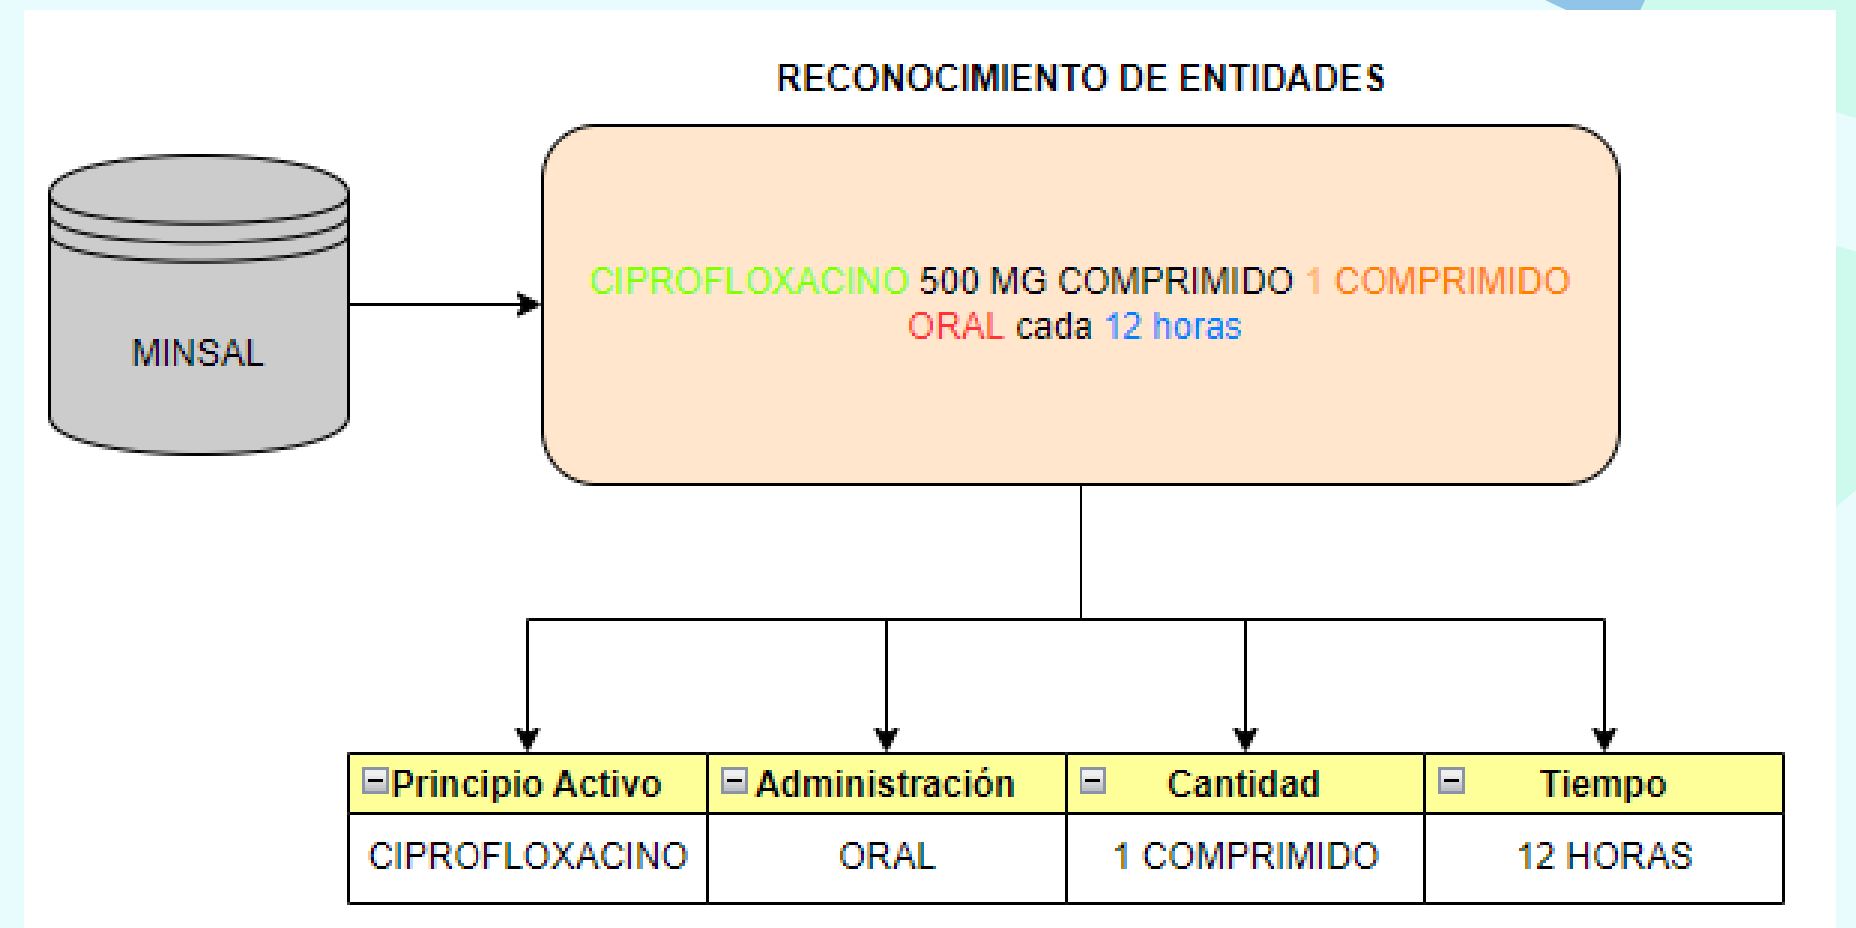 RECONOCIMIENTO DE ENTIDADES
MINSAL
CIPROFLOXACINO 500 MG COMPRIMIDO 1 COMPRIMIDO
ORAL cada 12 horas
Principio Activo
Administración
Cantidad
Tiempo
CIPROFLOXACINO
ORAL
1 COMPRIMIDO
12 HORAS